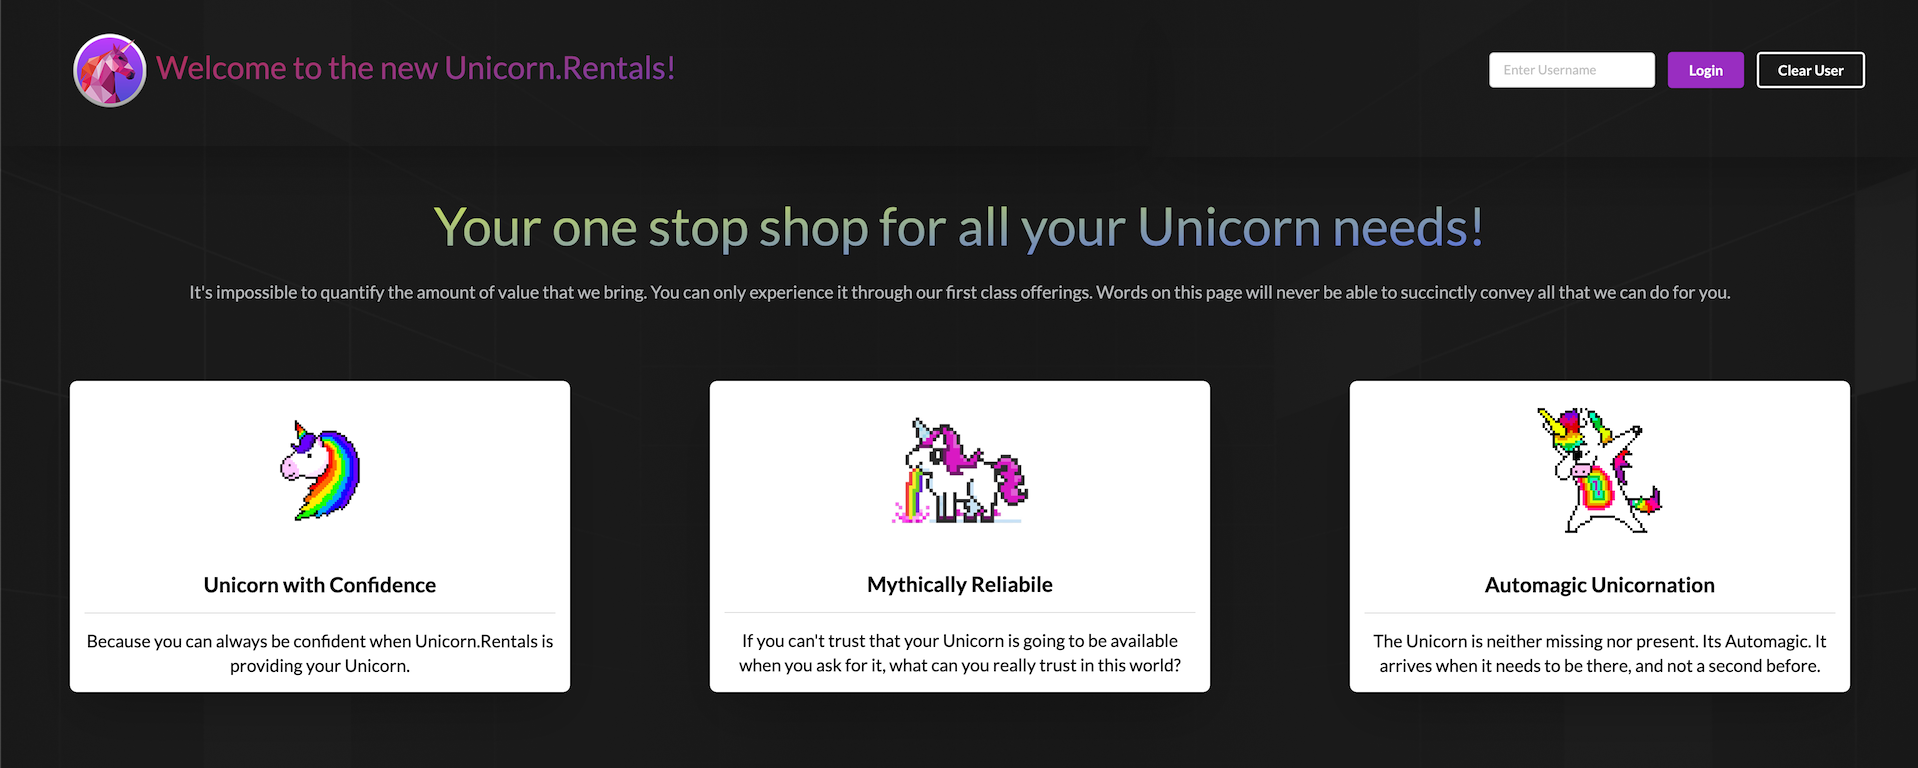 Welcome to the new Unicorn.Rentals!
Enter Username
Login
Clear User
Your one stop shop for all your Unicorn needs!
It's impossible to quantify the amount of value that we bring. You can only experience it through our first class offerings. Words on this page will never be able to succinctly convey all that we can do for you.
Unicorn with Confidence
Because you can always be confident when Unicorn.Rentals is
providing your Unicorn.
Mythically Reliabile
If you can't trust that your Unicorn is going to be available
when you ask for it, what can you really trust in this world?
Automagic Unicornation
The Unicorn is neither missing nor present. Its Automagic. It
arrives when it needs to be there, and not a second before.